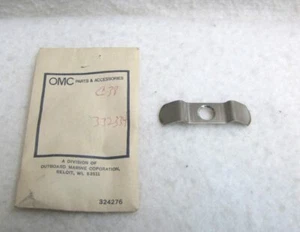 OMC PARTS & ACCESSORIES
A DIVISION OF
OUTBOARD MARINE CORPORATION,
BELOIT, WI. 53511
324276